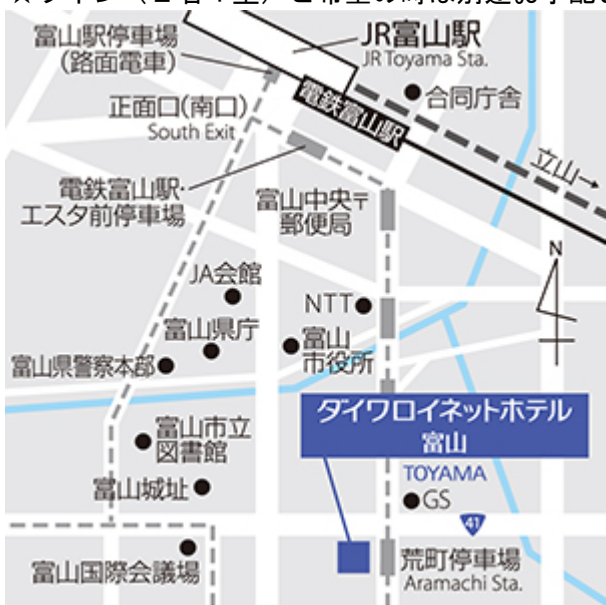 富山駅停車場
(路面電車)
JR富山駅
JR Toyama Sta.
正面口(南口)
South Exit
電鉄富山駅
合同庁舎
立山→
電鉄富山駅・
エスタ前停車場
富山中央〒
郵便局
N
JA会館
NTT
富山県庁
富山
市役所
富山県警察本部
ダイワロイネットホテル
富山
富山市立
図書館
TOYAMA
富山城址
GS
41
富山国際会議場
荒町停車場
Aramachi Sta.